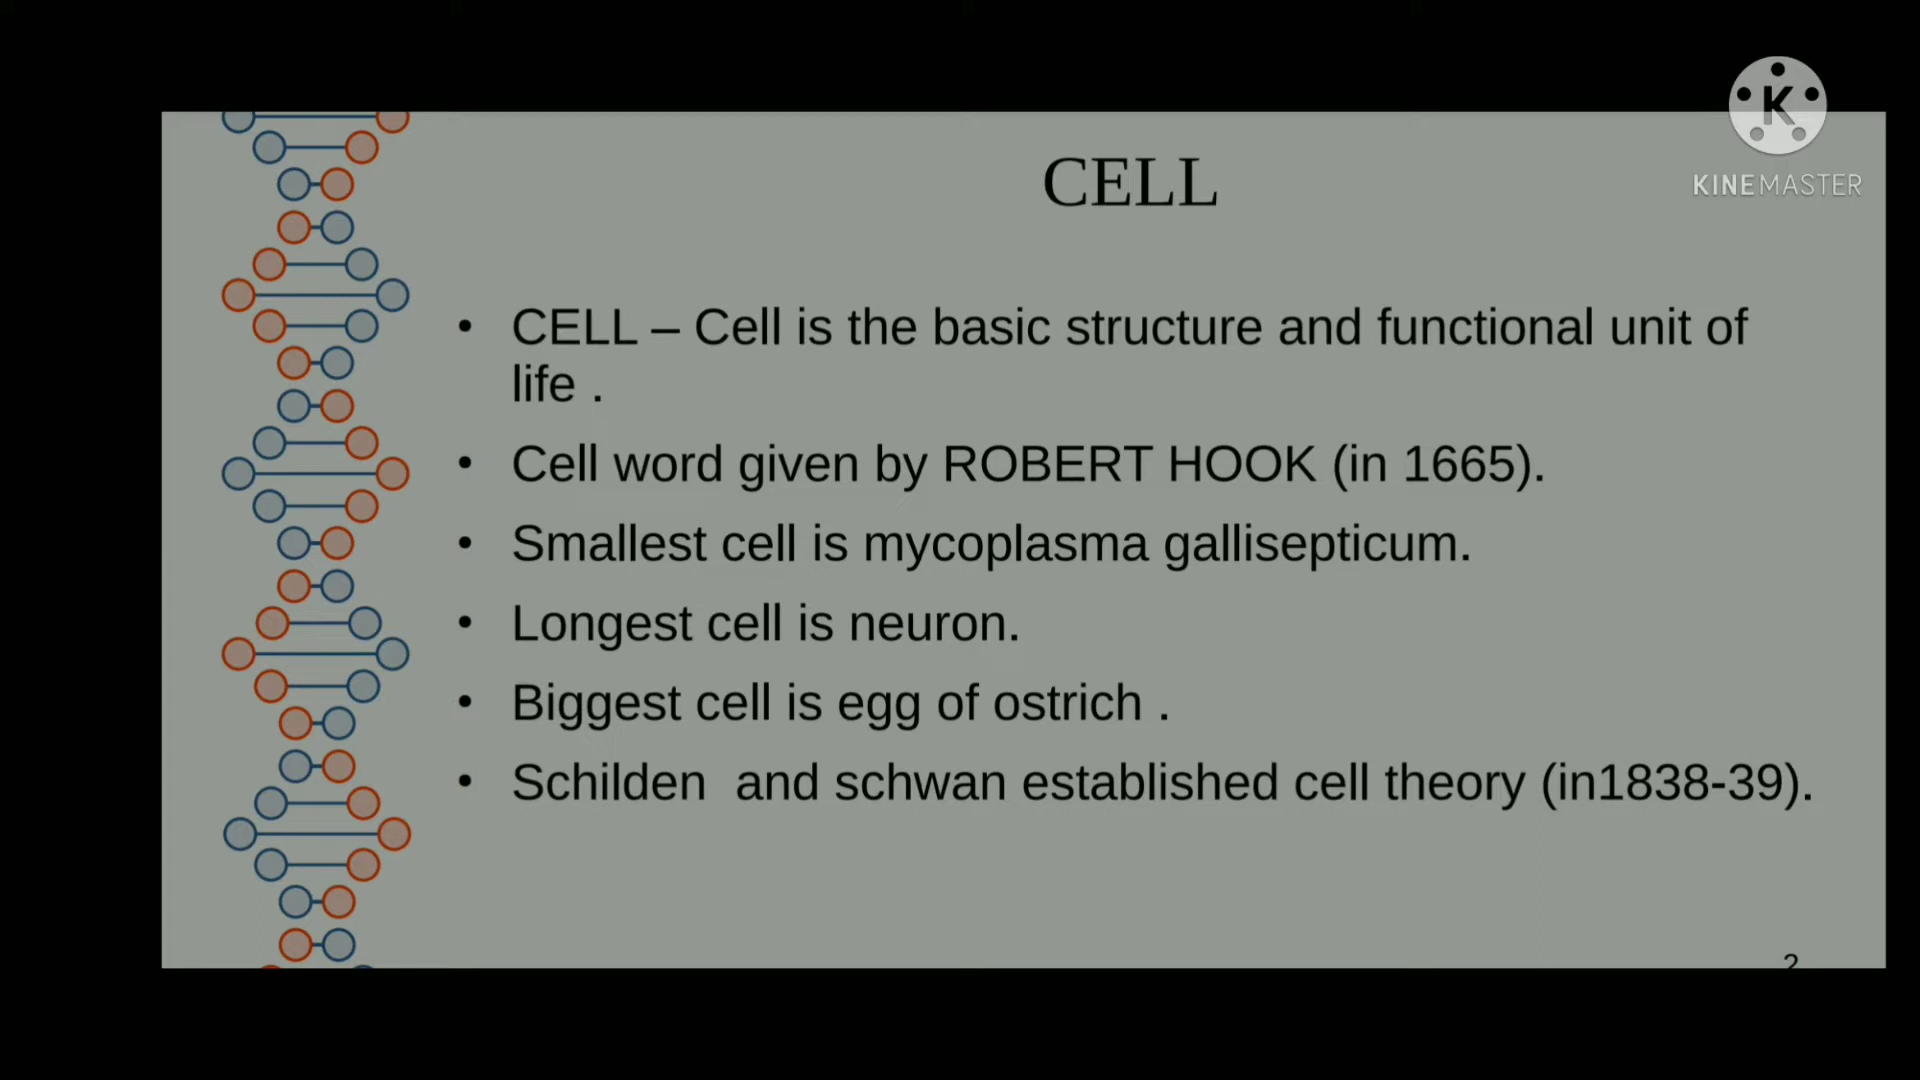 K
KINEMASTER
CELL
• CELL – Cell is the basic structure and functional unit of
life .
• Cell word given by ROBERT HOOK (in 1665).
• Smallest cell is mycoplasma gallisepticum.
• Longest cell is neuron.
• Biggest cell is egg of ostrich .
• Schilden  and schwan established cell theory (in1838-39).
2